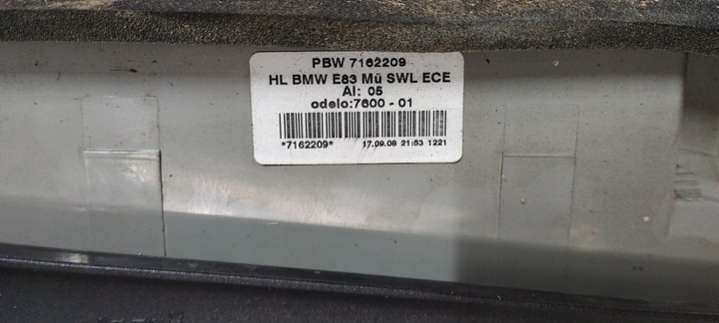 PBW 7162209
HL BMW E83 Mü SWL ECE
AI: 05
odelo:7600 - 01
*7162209* 17.09.08 21:53 1221